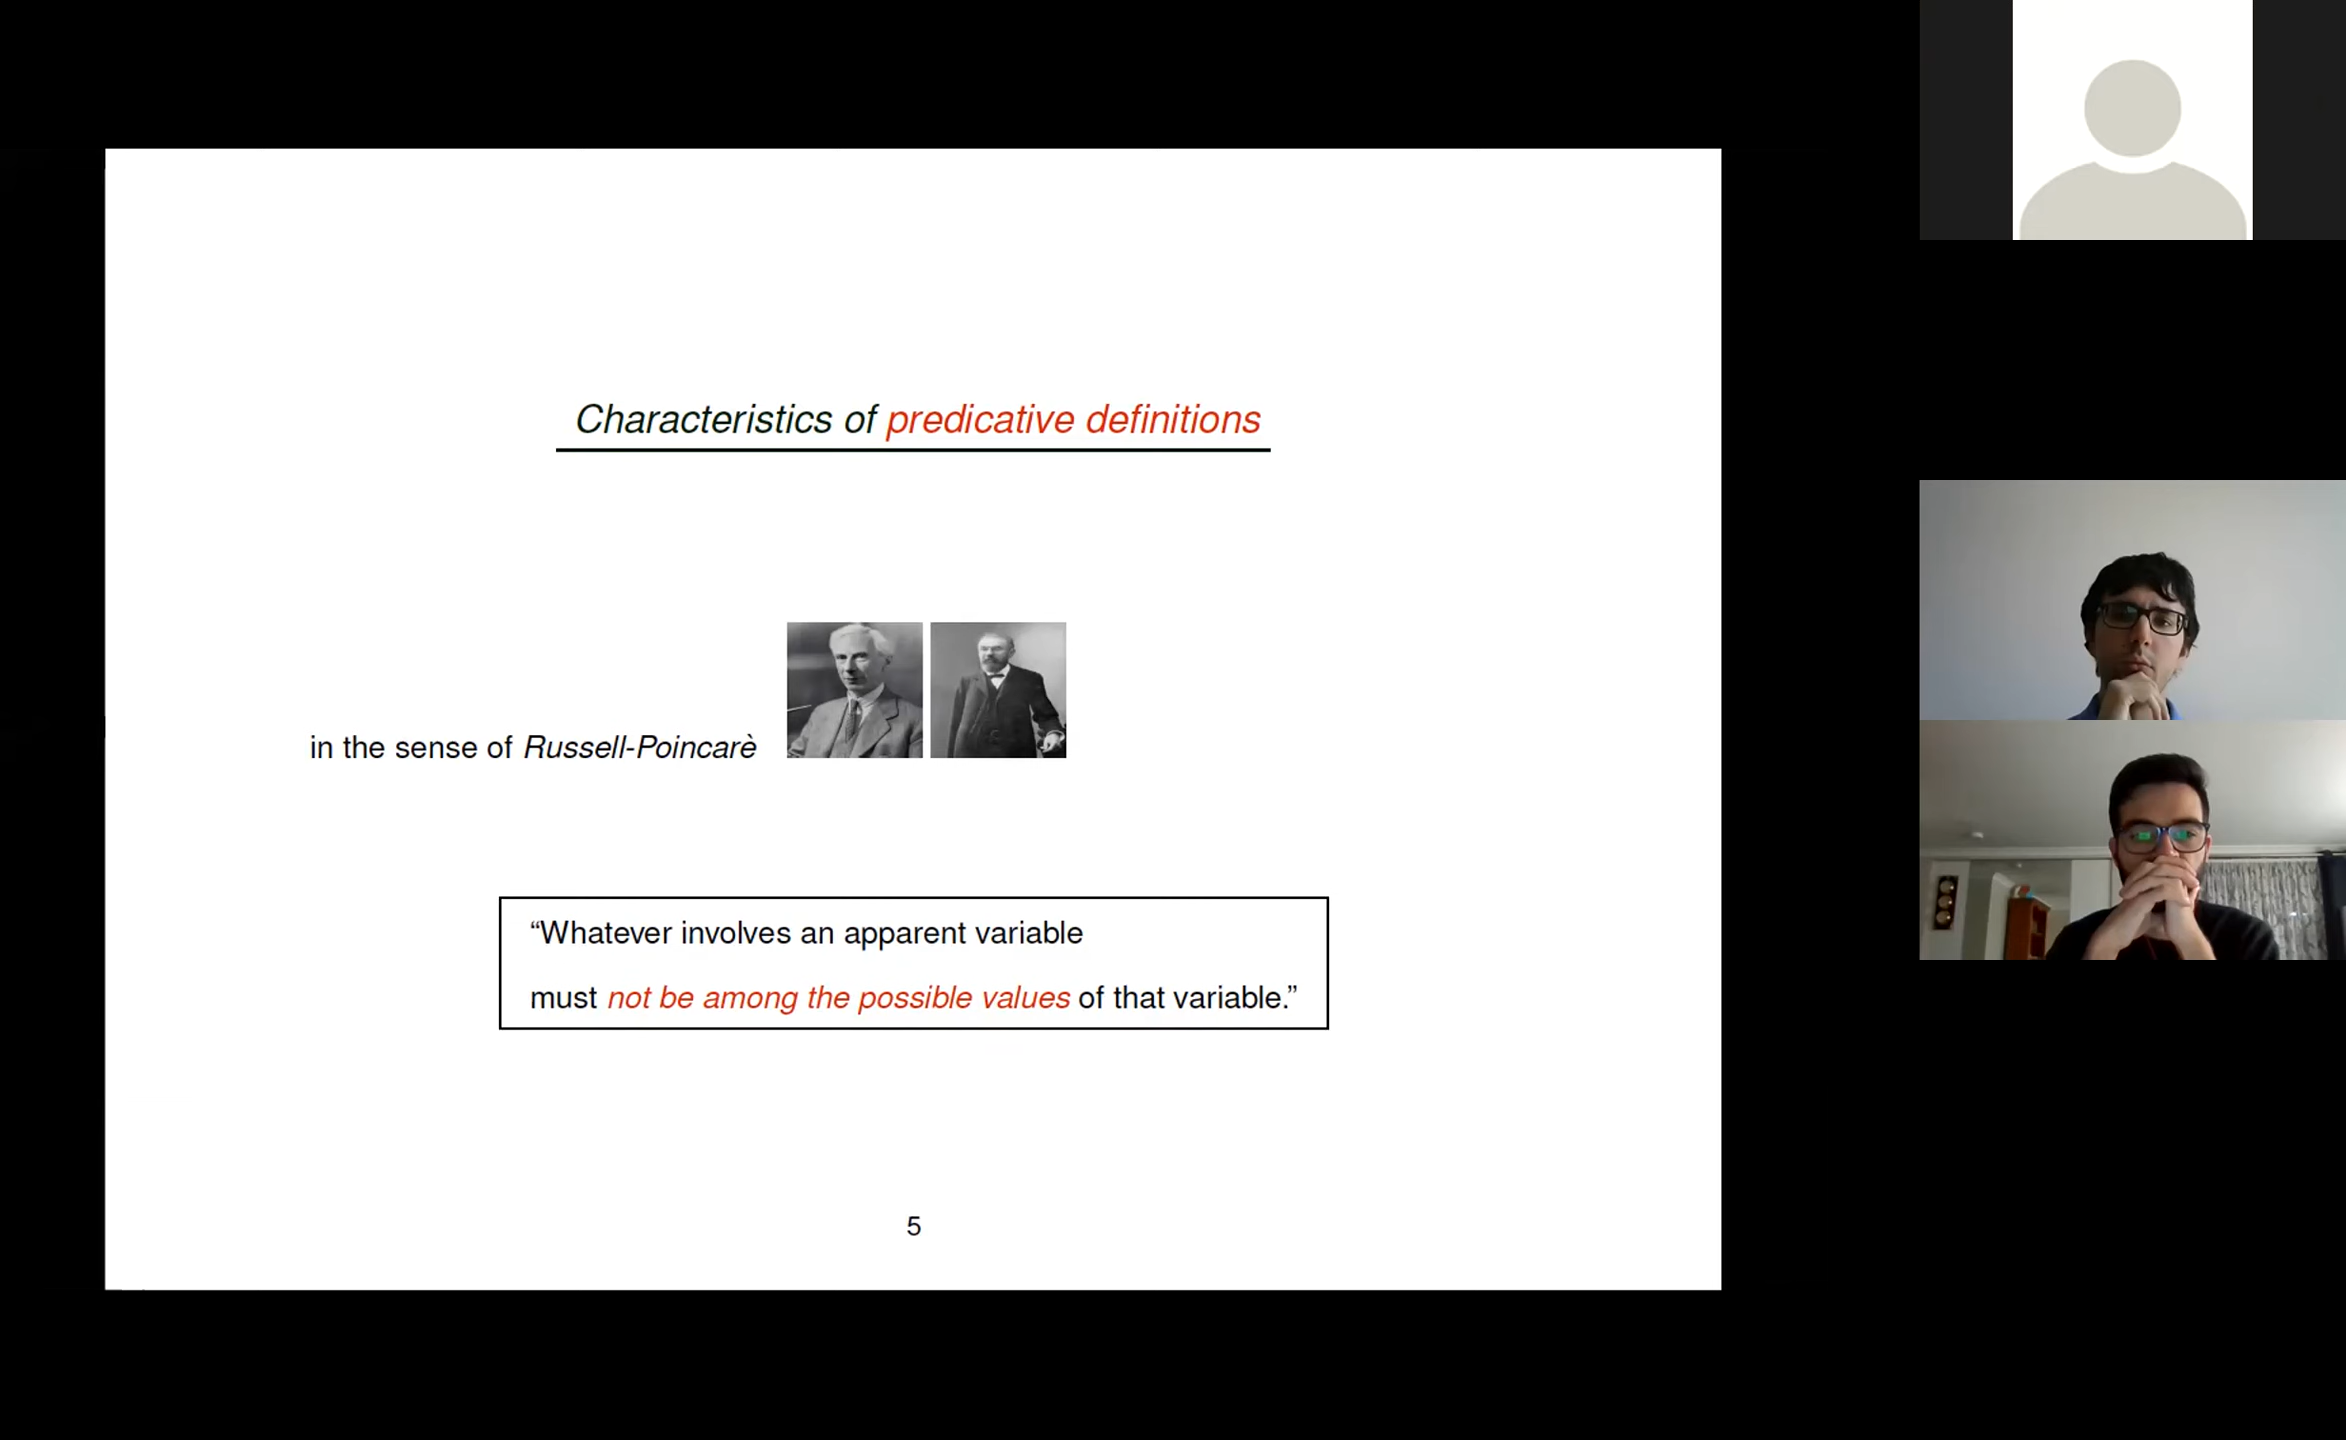 Characteristics of predicative definitions
in the sense of Russell-Poincarè
“Whatever involves an apparent variable
must not be among the possible values of that variable.”
5